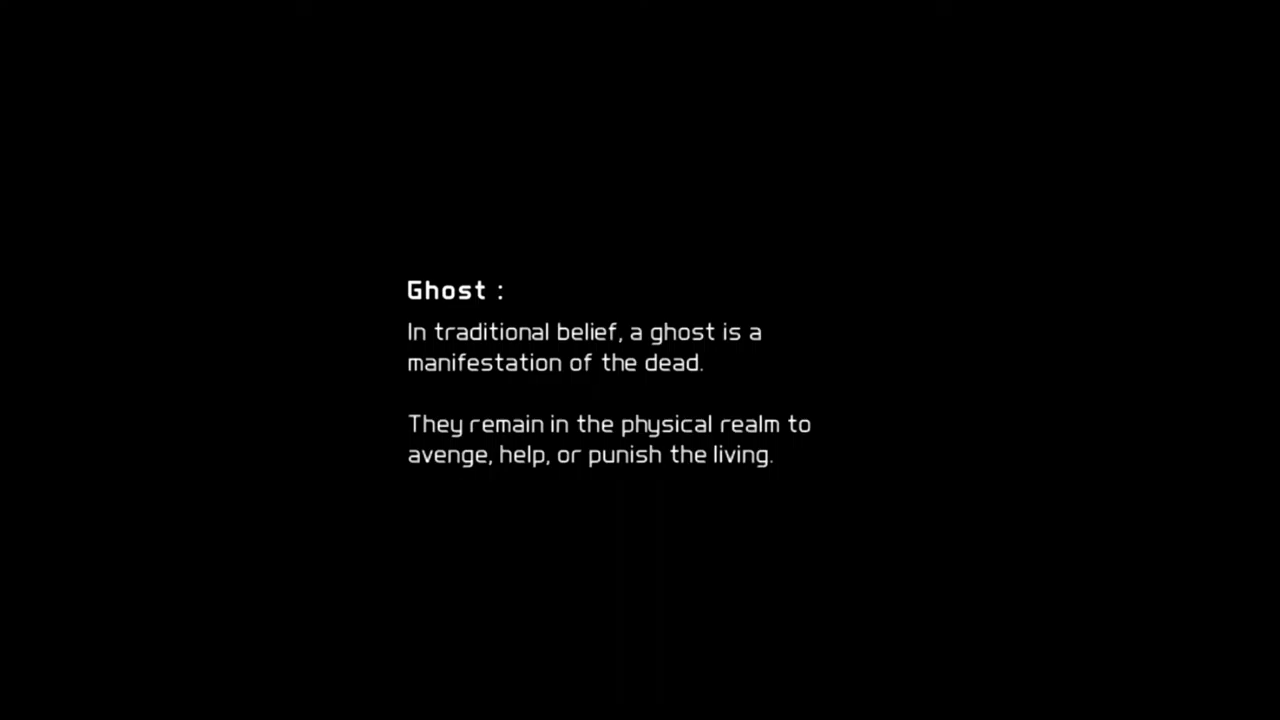 Ghost :
In traditional belief, a ghost is a
manifestation of the dead.
They remain in the physical realm to
avenge, help, or punish the living.